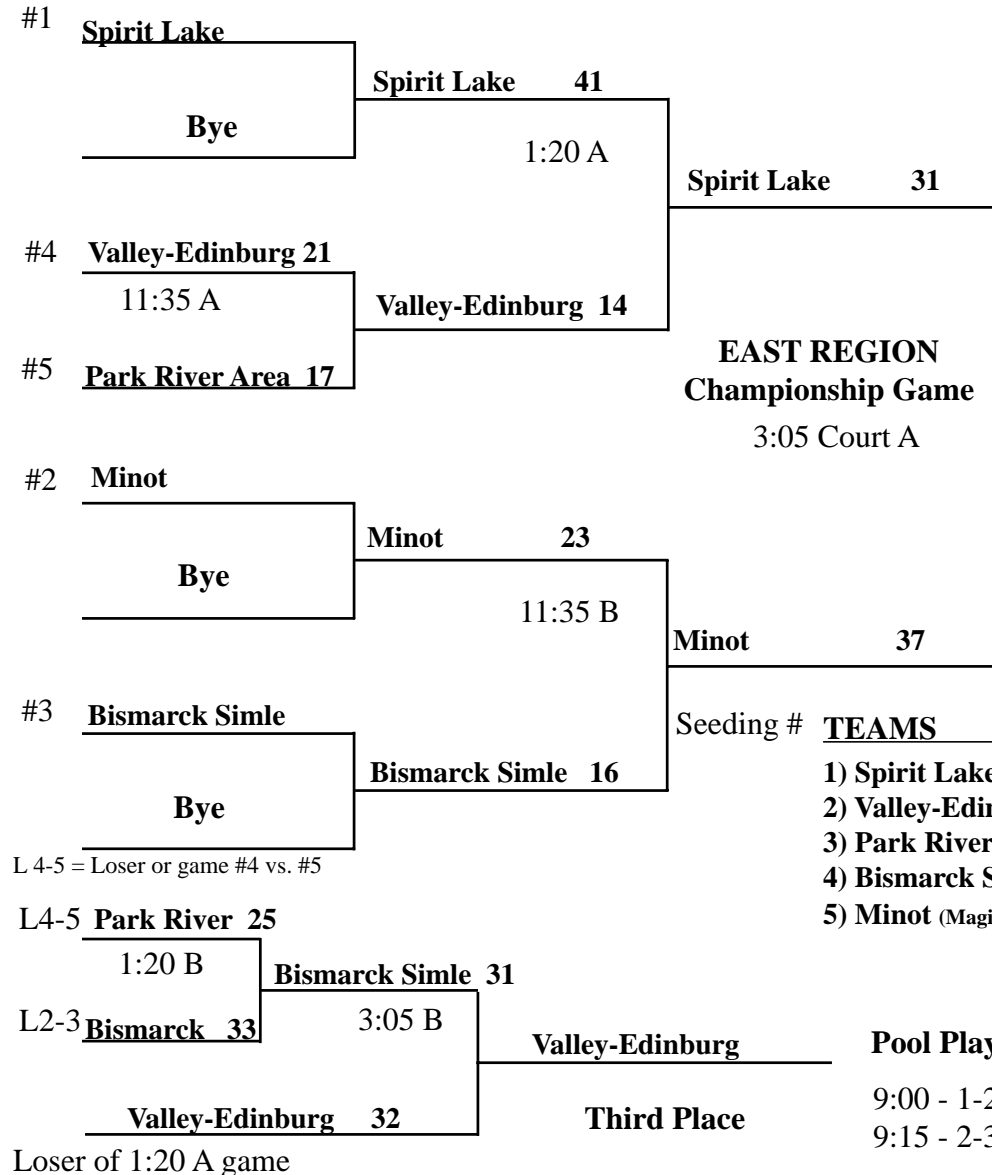 #1
Spirit Lake
Spirit Lake 41
Bye
1:20 A
Spirit Lake 31
#4 Valley-Edinburg 21
11:35 A
Valley-Edinburg 14
#5 Park River Area 17
EAST REGION
Championship Game
3:05 Court A
#2 Minot
Minot 23
Bye
11:35 B
Minot 37
#3 Bismarck Simle
Bismarck Simle 16
Bye
Seeding # TEAMS
1) Spirit Lake
2) Valley-Edin
3) Park River
4) Bismarck S
5) Minot (Magi
L 4-5 = Loser or game #4 vs. #5
L4-5 Park River 25
1:20 B
Bismarck Simle 31
L2-3 Bismarck 33
3:05 B
Valley-Edinburg
Valley-Edinburg 32
Third Place
Loser of 1:20 A game
Pool Play
9:00 - 1-2
9:15 - 2-3